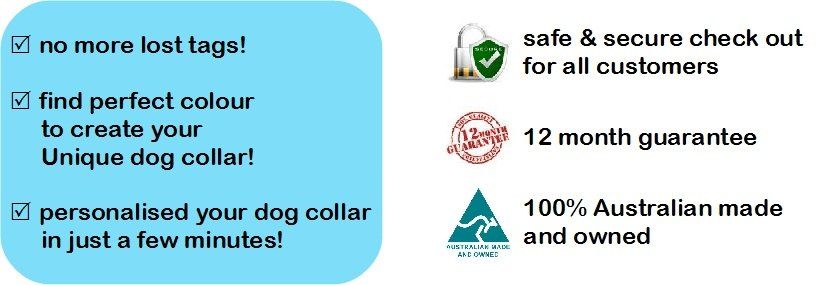 ☑ no more lost tags!
☑ find perfect colour
to create your
Unique dog collar!
☑ personalised your dog collar
in just a few minutes!
SECURE
safe & secure check out
for all customers
12 MONTH
GUARANTEE
12 month guarantee
AUSTRALIAN MADE
AND OWNED
100% Australian made
and owned